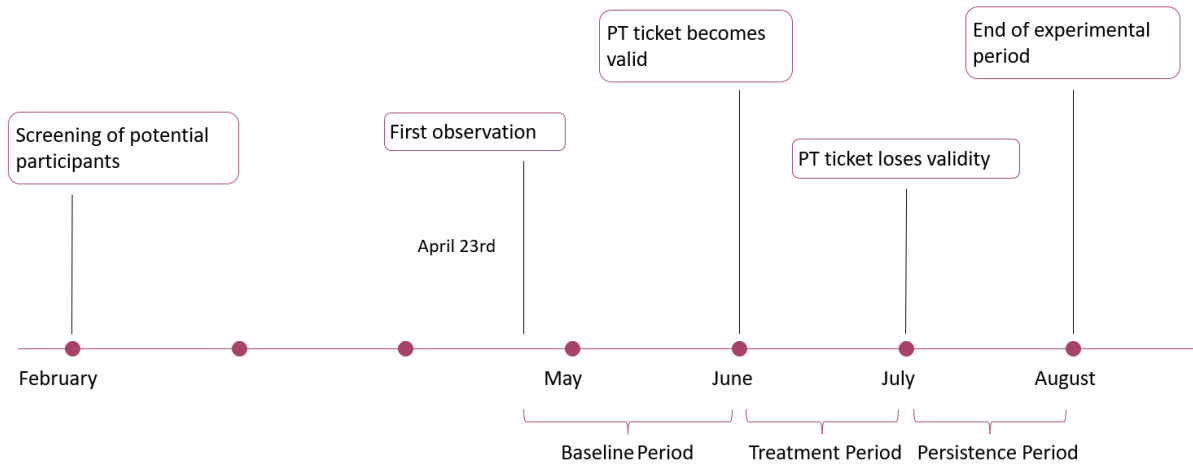 PT ticket becomes
valid
End of experimental
period
Screening of potential
participants
First observation
PT ticket loses validity
April 23rd
February
May
June
July
August
Baseline Period
Treatment Period
Persistence Period